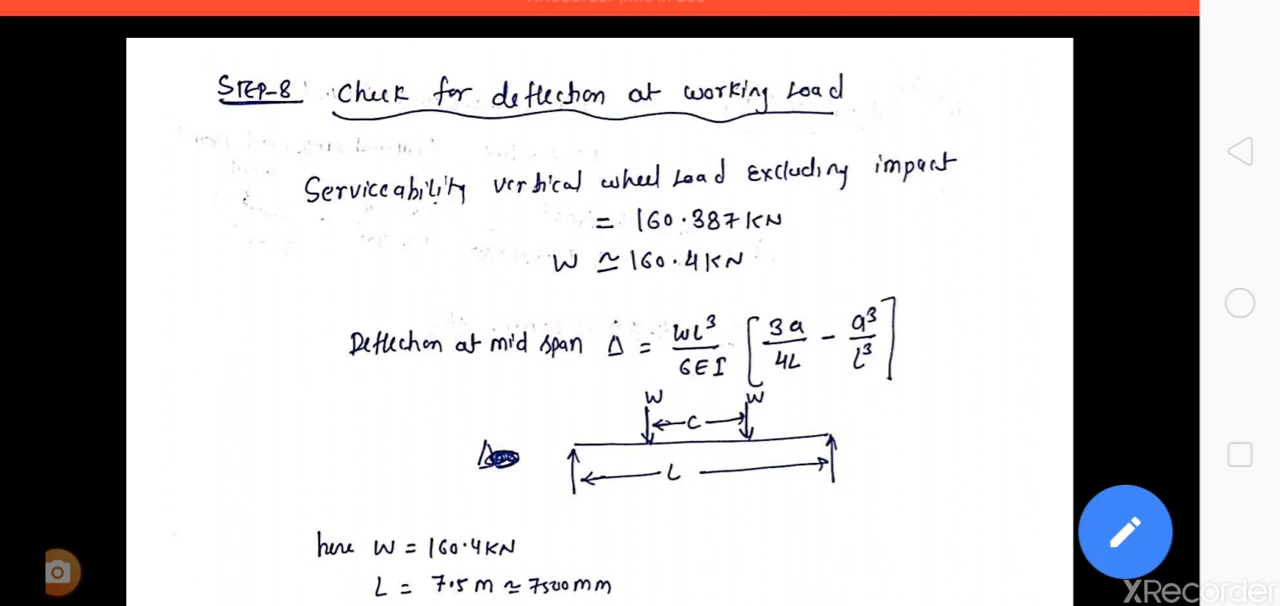 STEP-8 : Check for deflection at working Load
Serviceability vertical wheel Load Excluding impact
= 160.387 KN
W ≃ 160.4 KN
Deflection at mid span Δ = WL³/6EI [3a/4L - a³/L³]
W W
C
Δ
L
here W = 160.4 KN
L = 7.5 m ≃ 7500 mm
XRecorder